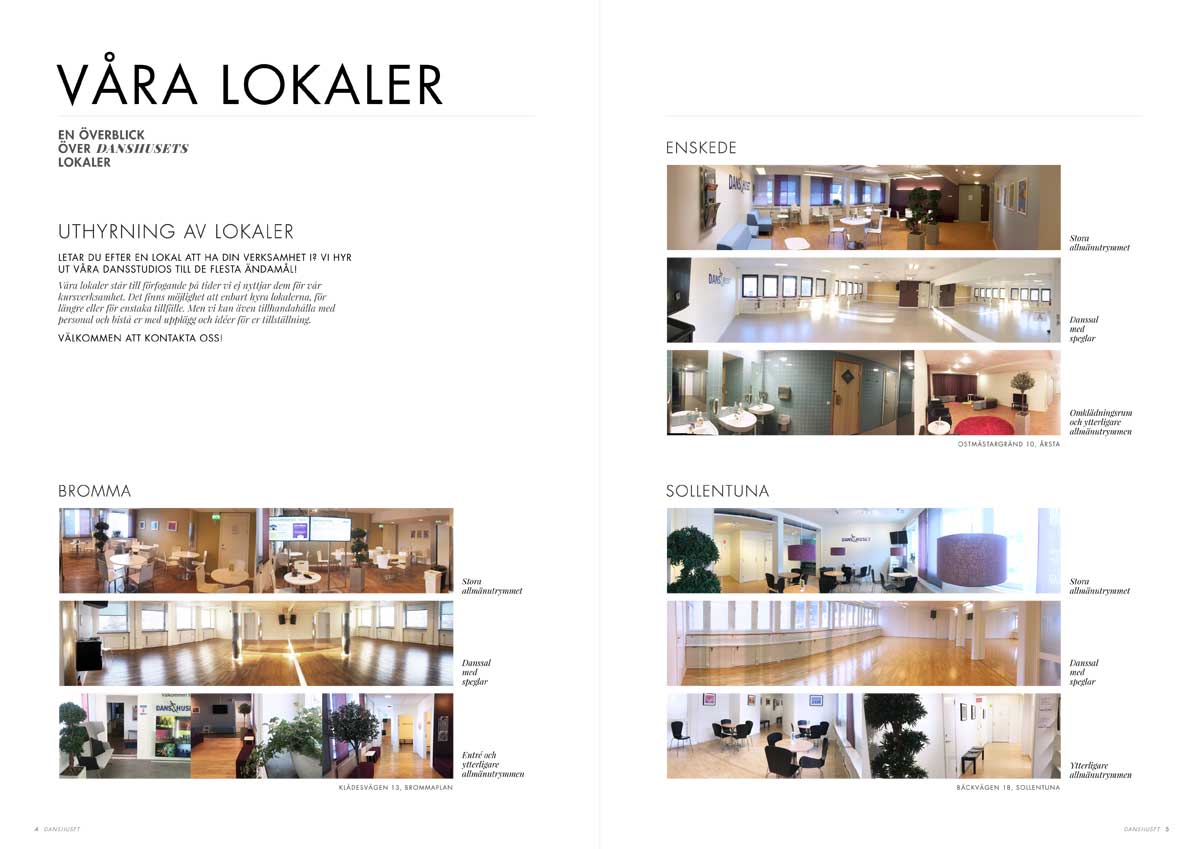 VÅRA LOKALER
EN ÖVERBLICK
ÖVER DANSHUSETS
LOKALER
UTHYRNING AV LOKALER
LETAR DU EFTER EN LOKAL ATT HA DIN VERKSAMHET I? VI HYR
UT VÅRA DANSSTUDIOS TILL DE FLESTA ÄNDAMÅL!
Våra lokaler står till förfogande på tider vi ej nyttjar dem för vår
kursverksamhet. Det finns möjlighet att enbart hyra lokalerna, för
längre eller för enstaka tillfälle. Men vi kan även tillhandahålla med
personal och bistå er med upplägg och idéer för er tillställning.
VÄLKOMMEN ATT KONTAKTA OSS!
BROMMA
Stora
allmänutrymmet
Danssal
med
speglar
Välkommen
DANSHUSET
Entré och
ytterligare
allmänutrymmen
KLÄDESVÄGEN 13, BROMMAPLAN
4 DANSHUSET
ENSKEDE
DANSHUSET
Stora
allmänutrymmet
DANSHUSET
Danssal
med
speglar
Omklädningsrum
och ytterligare
allmänutrymmen
OSTMÄSTARGRÄND 10, ÅRSTA
SOLLENTUNA
DANSHUSET
Stora
allmänutrymmet
Danssal
med
speglar
Ytterligare
allmänutrymmen
BÄCKVÄGEN 18, SOLLENTUNA
DANSHUSET 5